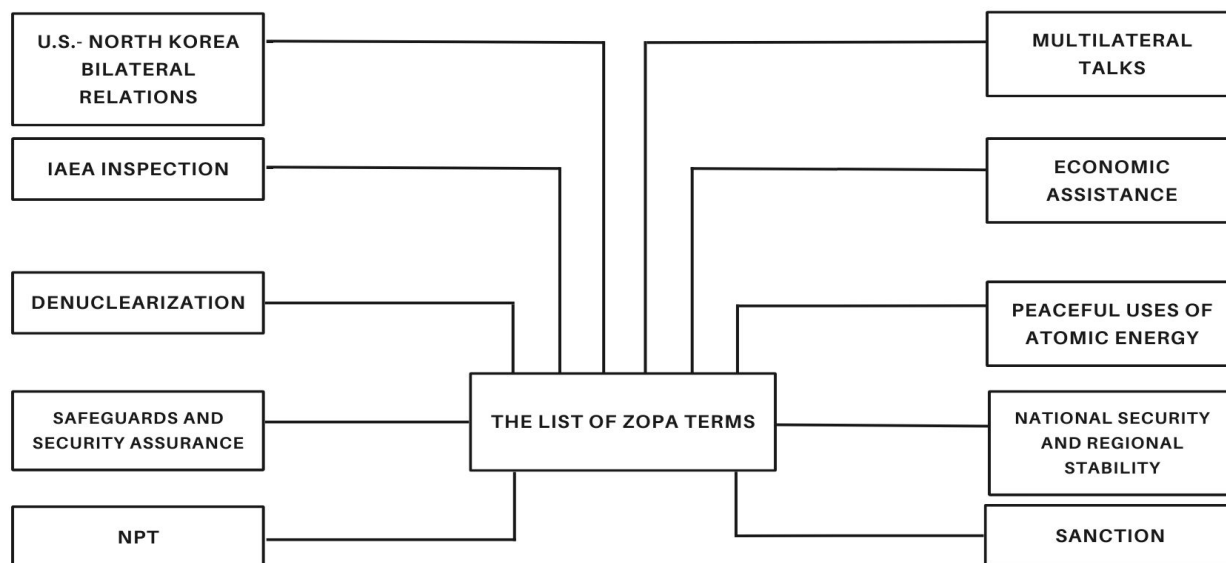 U.S.- NORTH KOREA
BILATERAL
RELATIONS
IAEA INSPECTION
DENUCLEARIZATION
SAFEGUARDS AND
SECURITY ASSURANCE
NPT
THE LIST OF ZOPA TERMS
MULTILATERAL
TALKS
ECONOMIC
ASSISTANCE
PEACEFUL USES OF
ATOMIC ENERGY
NATIONAL SECURITY
AND REGIONAL
STABILITY
SANCTION